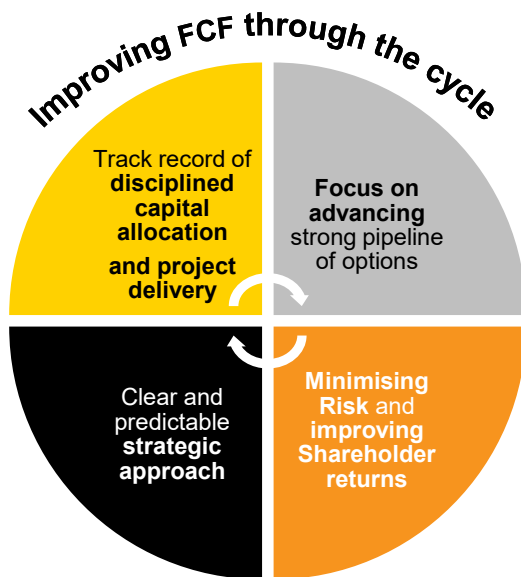 Improving FCF through the cycle
Track record of
disciplined
capital
allocation
and project
delivery
Focus on
advancing
strong pipeline
of options
Clear and
predictable
strategic
approach
Minimising
Risk and
improving
Shareholder
returns